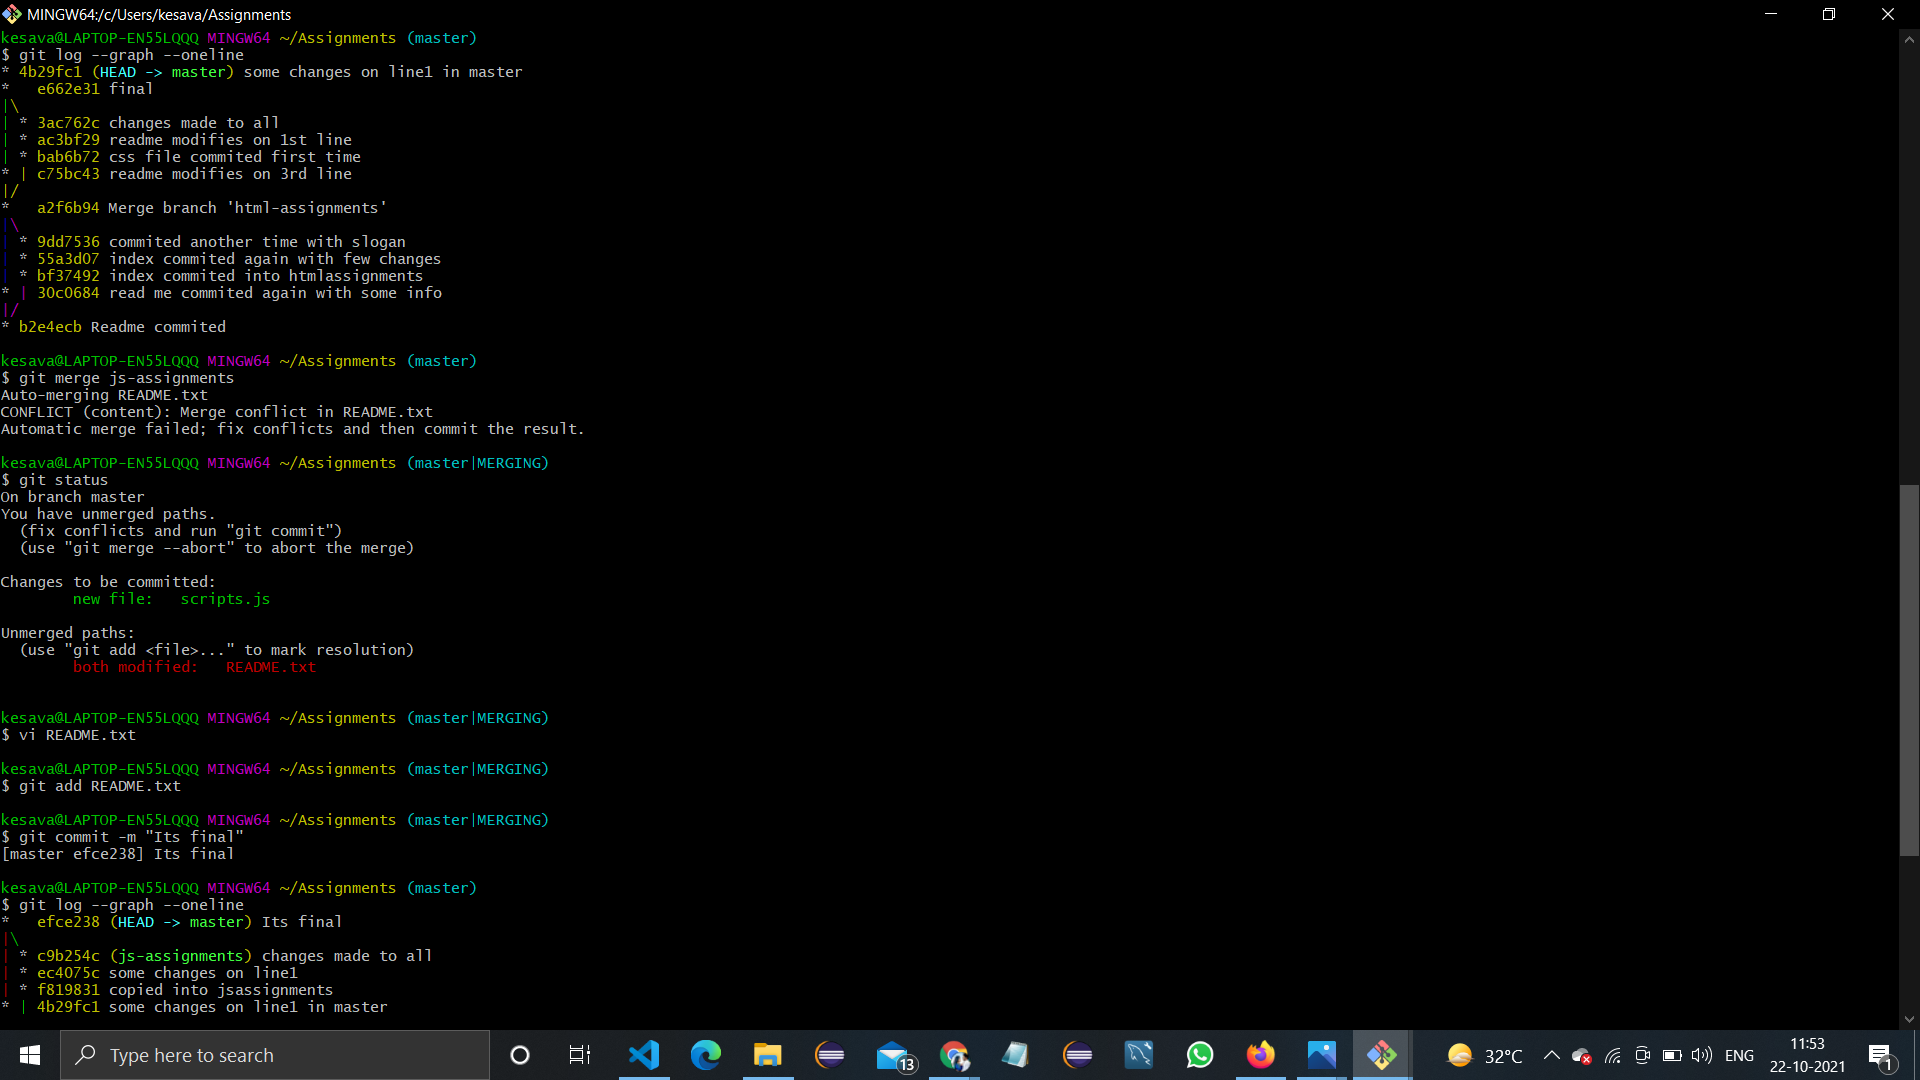 MINGW64:/c/Users/kesava/Assignments
kesava@LAPTOP-EN55LQQQ MINGW64 ~/Assignments (master)
$ git log --graph --oneline
* 4b29fc1 (HEAD -> master) some changes on line1 in master
*   e662e31 final
|\
| * 3ac762c changes made to all
| * ac3bf29 readme modifies on 1st line
| * bab6b72 css file commited first time
* | c75bc43 readme modifies on 3rd line
|/
*   a2f6b94 Merge branch 'html-assignments'
|\
| * 9dd7536 commited another time with slogan
| * 55a3d07 index commited again with few changes
| * bf37492 index commited into htmlassignments
* | 30c0684 read me commited again with some info
|/
* b2e4ecb Readme commited
kesava@LAPTOP-EN55LQQQ MINGW64 ~/Assignments (master)
$ git merge js-assignments
Auto-merging README.txt
CONFLICT (content): Merge conflict in README.txt
Automatic merge failed; fix conflicts and then commit the result.
kesava@LAPTOP-EN55LQQQ MINGW64 ~/Assignments (master|MERGING)
$ git status
On branch master
You have unmerged paths.
  (fix conflicts and run "git commit")
  (use "git merge --abort" to abort the merge)
Changes to be committed:
        new file:   scripts.js
Unmerged paths:
  (use "git add <file>..." to mark resolution)
        both modified:   README.txt
kesava@LAPTOP-EN55LQQQ MINGW64 ~/Assignments (master|MERGING)
$ vi README.txt
kesava@LAPTOP-EN55LQQQ MINGW64 ~/Assignments (master|MERGING)
$ git add README.txt
kesava@LAPTOP-EN55LQQQ MINGW64 ~/Assignments (master|MERGING)
$ git commit -m "Its final"
[master efce238] Its final
kesava@LAPTOP-EN55LQQQ MINGW64 ~/Assignments (master)
$ git log --graph --oneline
*   efce238 (HEAD -> master) Its final
|\
| * c9b254c (js-assignments) changes made to all
| * ec4075c some changes on line1
| * f819831 copied into jsassignments
* | 4b29fc1 some changes on line1 in master
Type here to search
13
32°C
ENG
11:53
22-10-2021
1